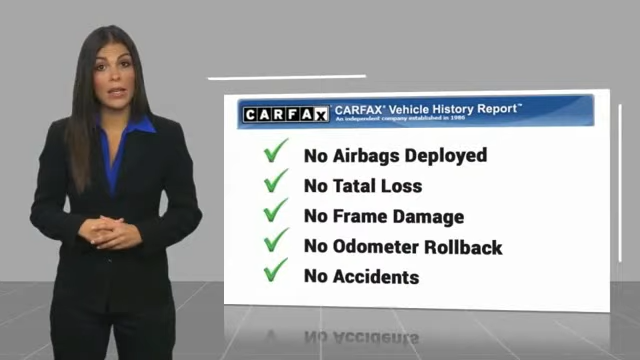 CARFAX CARFAX® Vehicle History Report™
An independent company established in 1986
No Airbags Deployed
No Tatal Loss
No Frame Damage
No Odometer Rollback
No Accidents